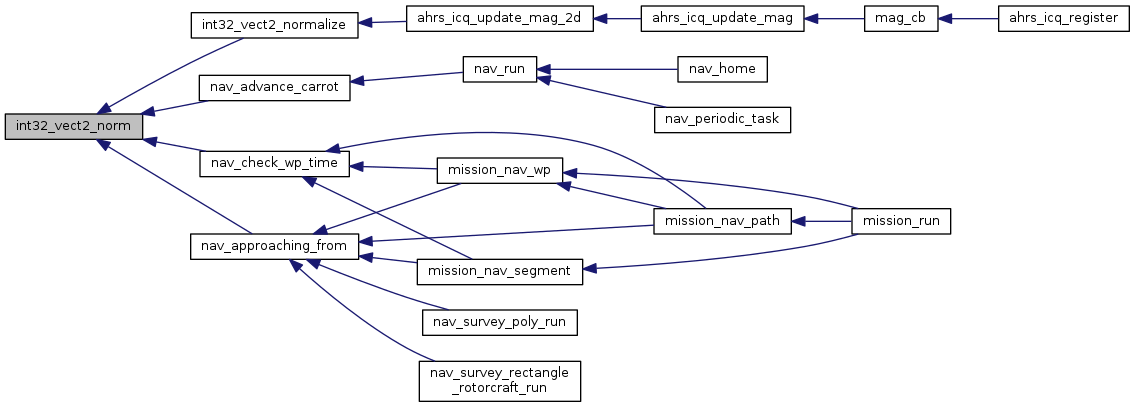 int32_vect2_normalize
ahrs_icq_update_mag_2d
ahrs_icq_update_mag
mag_cb
ahrs_icq_register
nav_run
nav_home
nav_advance_carrot
nav_periodic_task
int32_vect2_norm
nav_check_wp_time
mission_nav_wp
mission_nav_path
mission_run
nav_approaching_from
mission_nav_segment
nav_survey_poly_run
nav_survey_rectangle
_rotorcraft_run